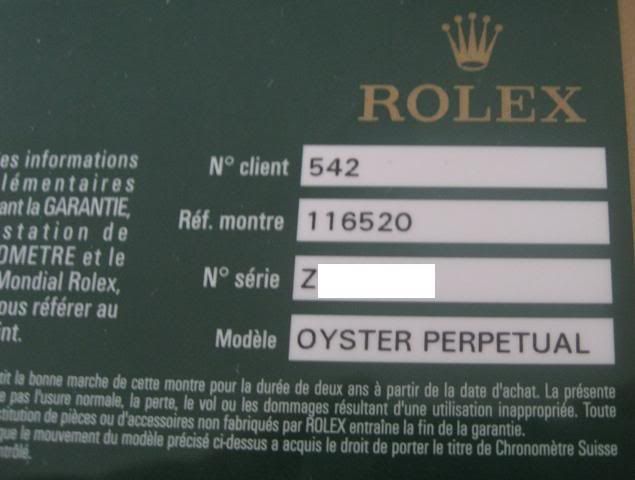 ROLEX
es informations
lémentaires
ant la GARANTIE,
station de
OMETRE et le
Mondial Rolex,
ous référer au
nt.
N° client 542
Réf. montre 116520
N° série Z
Modèle OYSTER PERPETUAL
tit la bonne marche de cette montre pour la durée de deux ans à partir de la date d'achat. La présente
e pas l'usure normale, la perte, le vol ou les dommages résultant d'une utilisation inappropriée. Toute
stitution de pièces ou d'accessoires non fabriqués par ROLEX entraîne la fin de la garantie.
que le mouvement du modèle précisé ci-dessus a acquis le droit de porter le titre de Chronomètre Suisse
ntrôlé.